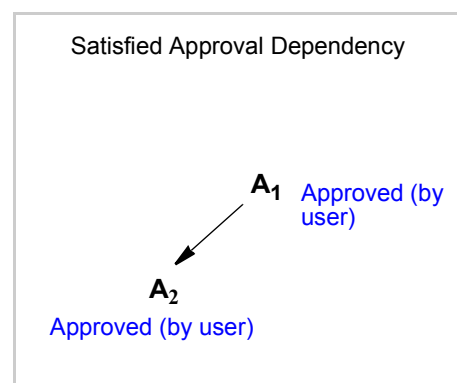 Satisfied Approval Dependency
A₁ Approved (by
user)
A₂
Approved (by user)